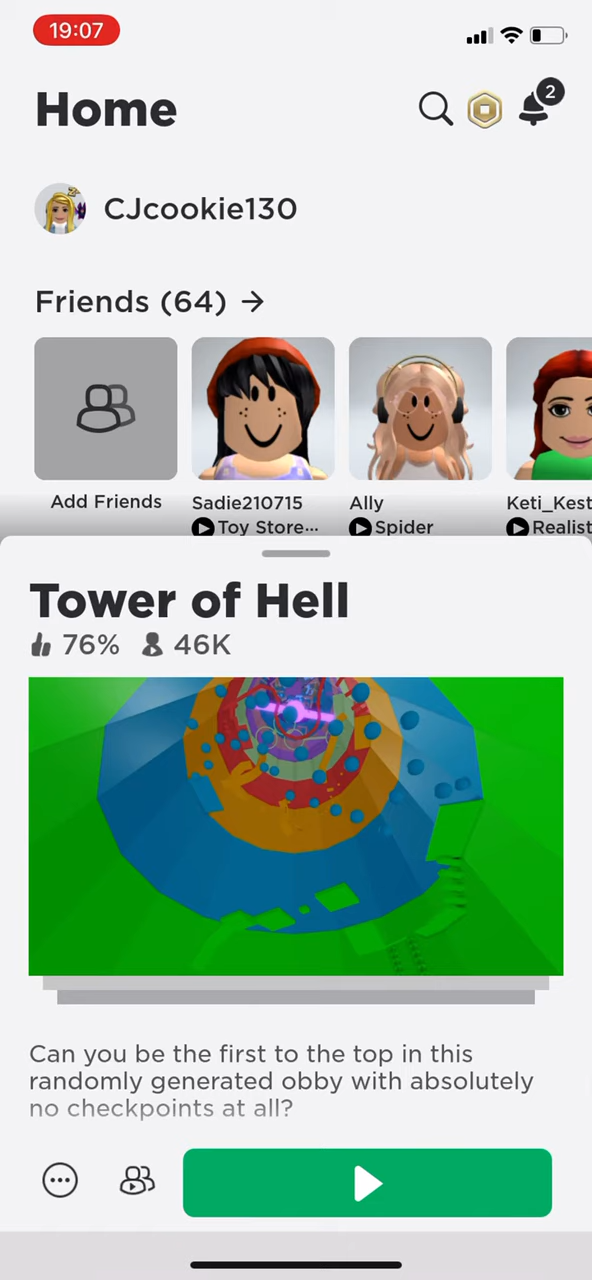 19:07
Home
2
CJcookie130
Friends (64) →
Add Friends
Sadie210715
Ally
Keti_Kest
Toy Store...
Spider
Realist
Tower of Hell
76% 46K
Can you be the first to the top in this
randomly generated obby with absolutely
no checkpoints at all?